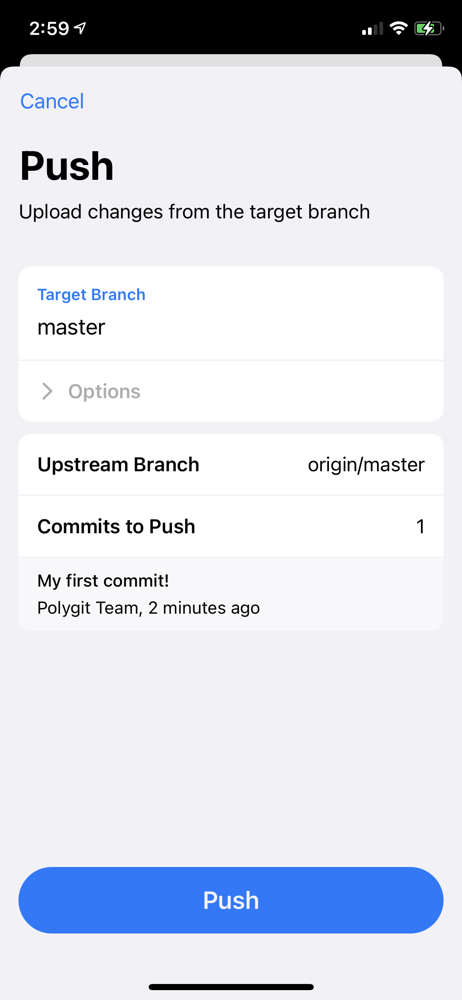 2:59
Cancel
Push
Upload changes from the target branch
Target Branch
master
Options
Upstream Branch origin/master
Commits to Push 1
My first commit!
Polygit Team, 2 minutes ago
Push